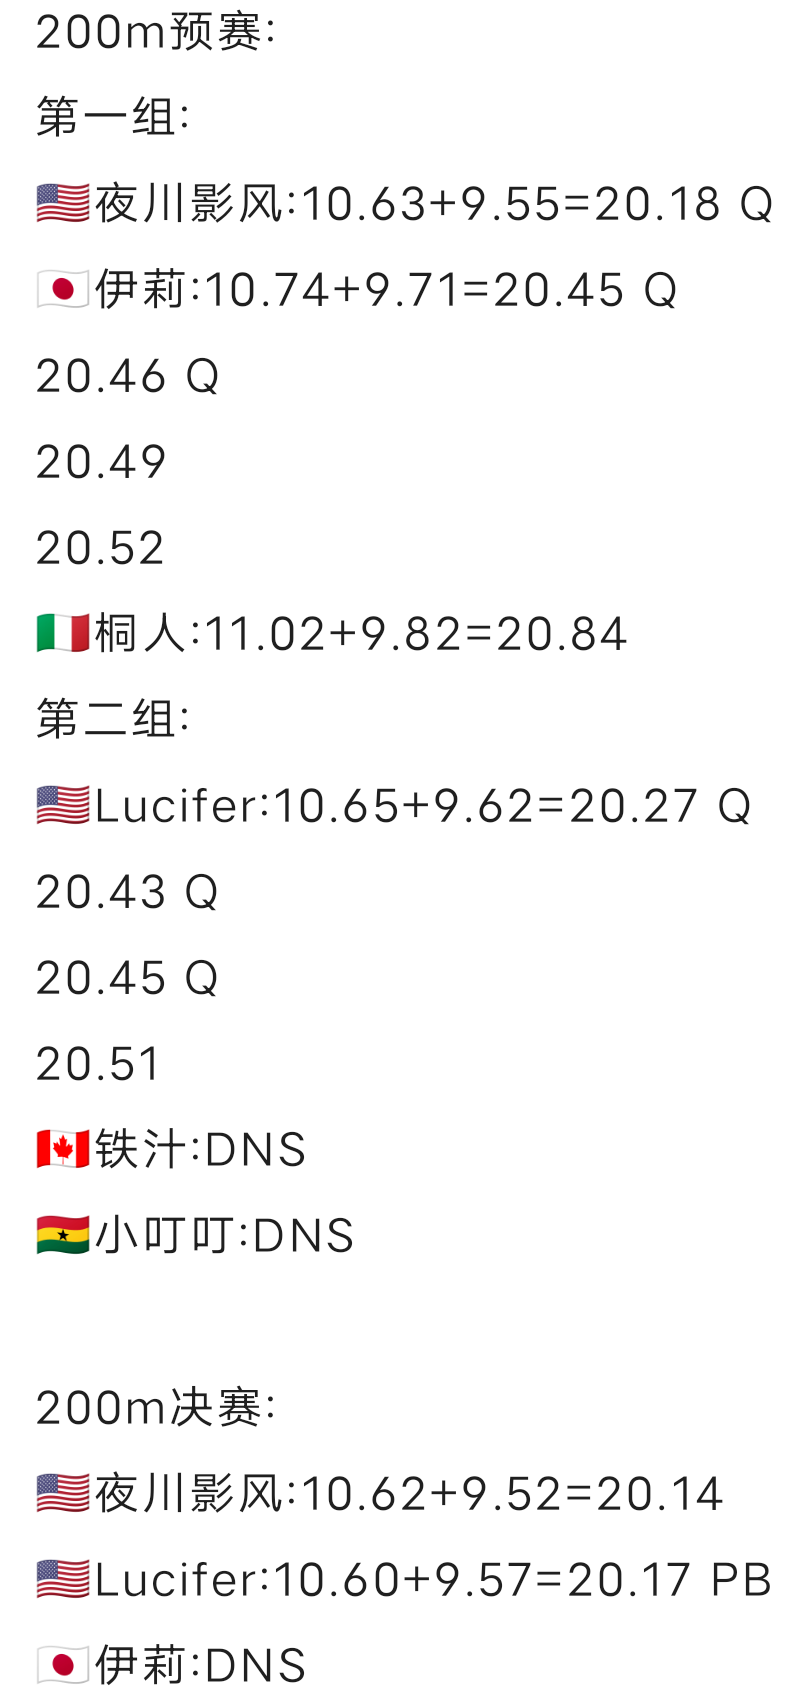 200m预赛:
第一组:
🇺🇸夜川影风:10.63+9.55=20.18 Q
🇯🇵伊莉:10.74+9.71=20.45 Q
20.46 Q
20.49
20.52
🇮🇹桐人:11.02+9.82=20.84
第二组:
🇺🇸Lucifer:10.65+9.62=20.27 Q
20.43 Q
20.45 Q
20.51
🇨🇦铁汁:DNS
🇬🇭小叮叮:DNS
200m决赛:
🇺🇸夜川影风:10.62+9.52=20.14
🇺🇸Lucifer:10.60+9.57=20.17 PB
🇯🇵伊莉:DNS